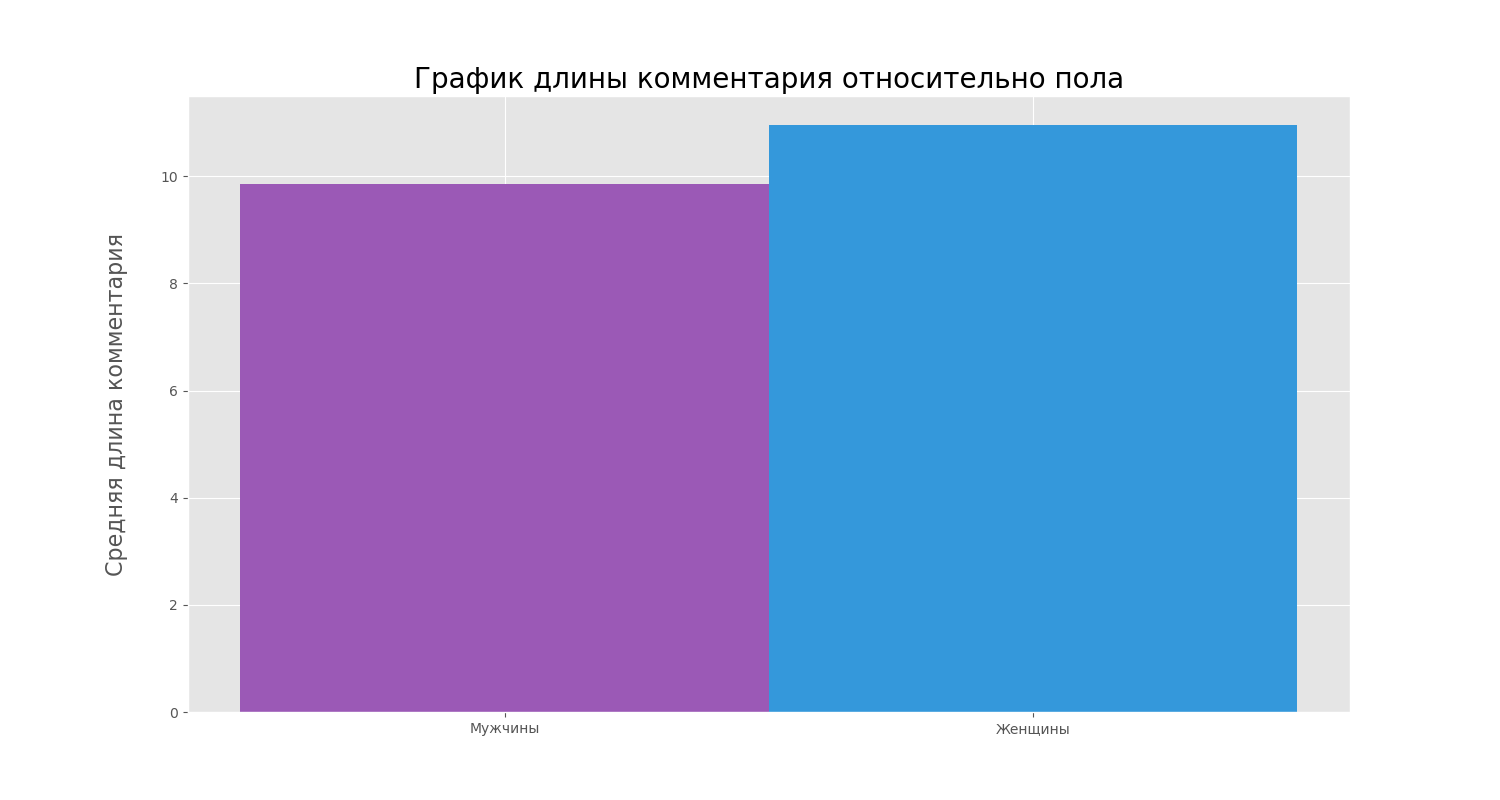 График длины комментария относительно пола
Средняя длина комментария
10
8
6
4
2
0
Мужчины
Женщины